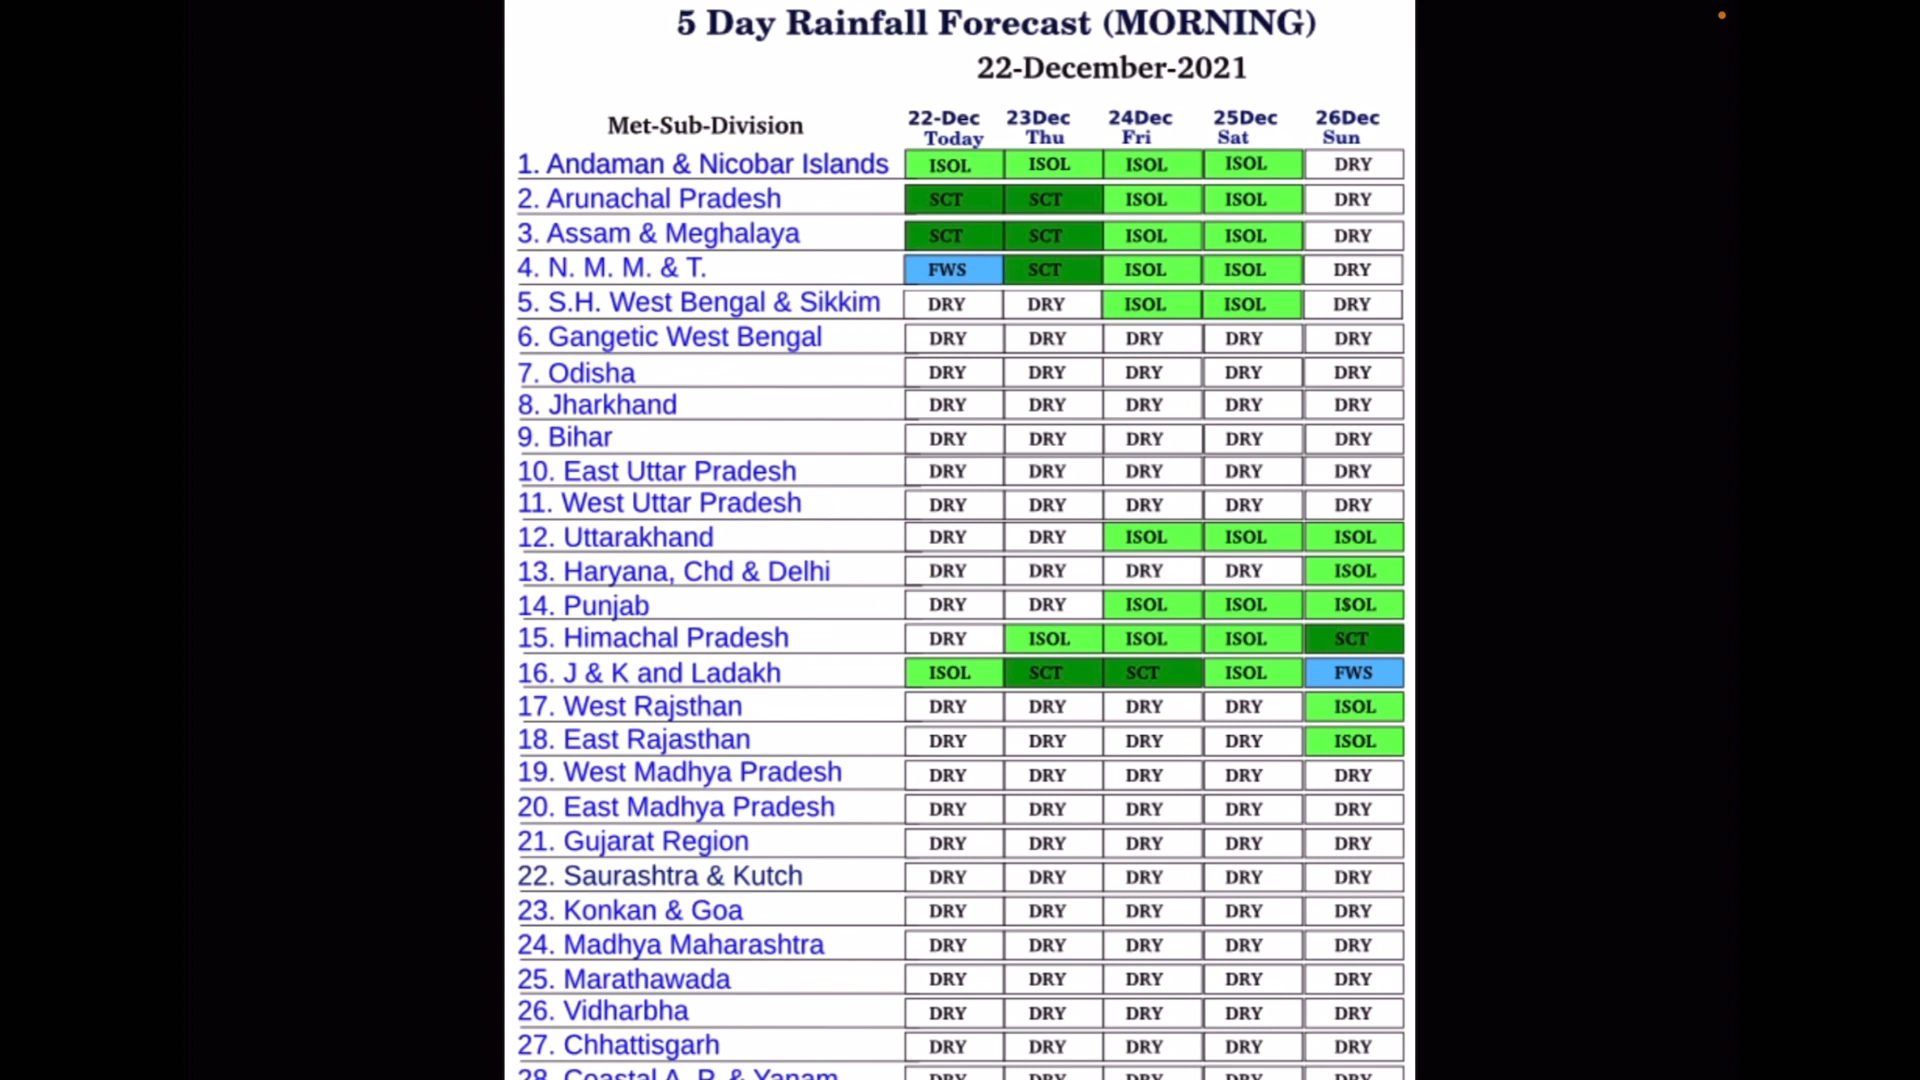 5 Day Rainfall Forecast (MORNING)
22-December-2021
Met-Sub-Division 22-Dec Today 23Dec Thu 24Dec Fri 25Dec Sat 26Dec Sun
1. Andaman & Nicobar Islands ISOL ISOL ISOL ISOL DRY
2. Arunachal Pradesh SCT SCT ISOL ISOL DRY
3. Assam & Meghalaya SCT SCT ISOL ISOL DRY
4. N. M. M. & T. FWS SCT ISOL ISOL DRY
5. S.H. West Bengal & Sikkim DRY DRY ISOL ISOL DRY
6. Gangetic West Bengal DRY DRY DRY DRY DRY
7. Odisha DRY DRY DRY DRY DRY
8. Jharkhand DRY DRY DRY DRY DRY
9. Bihar DRY DRY DRY DRY DRY
10. East Uttar Pradesh DRY DRY DRY DRY DRY
11. West Uttar Pradesh DRY DRY DRY DRY DRY
12. Uttarakhand DRY DRY ISOL ISOL ISOL
13. Haryana, Chd & Delhi DRY DRY DRY DRY ISOL
14. Punjab DRY DRY ISOL ISOL I$OL
15. Himachal Pradesh DRY ISOL ISOL ISOL SCT
16. J & K and Ladakh ISOL SCT SCT ISOL FWS
17. West Rajsthan DRY DRY DRY DRY ISOL
18. East Rajasthan DRY DRY DRY DRY ISOL
19. West Madhya Pradesh DRY DRY DRY DRY DRY
20. East Madhya Pradesh DRY DRY DRY DRY DRY
21. Gujarat Region DRY DRY DRY DRY DRY
22. Saurashtra & Kutch DRY DRY DRY DRY DRY
23. Konkan & Goa DRY DRY DRY DRY DRY
24. Madhya Maharashtra DRY DRY DRY DRY DRY
25. Marathawada DRY DRY DRY DRY DRY
26. Vidharbha DRY DRY DRY DRY DRY
27. Chhattisgarh DRY DRY DRY DRY DRY
28. Coastal A. P. & Yanam DRY DRY DRY DRY DRY